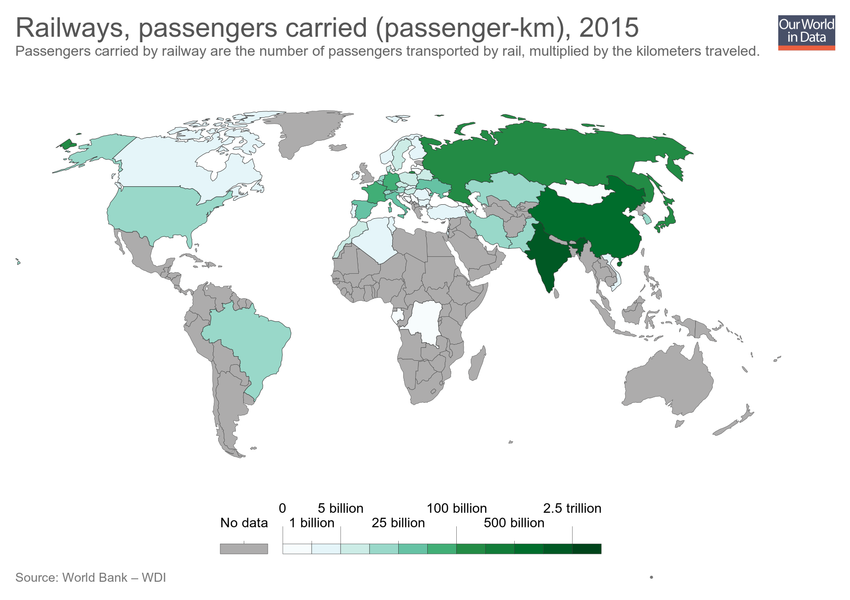 Railways, passengers carried (passenger-km), 2015
Our World
in Data
Passengers carried by railway are the number of passengers transported by rail, multiplied by the kilometers traveled.
0 5 billion 100 billion 2.5 trillion
No data 1 billion 25 billion 500 billion
Source: World Bank – WDI